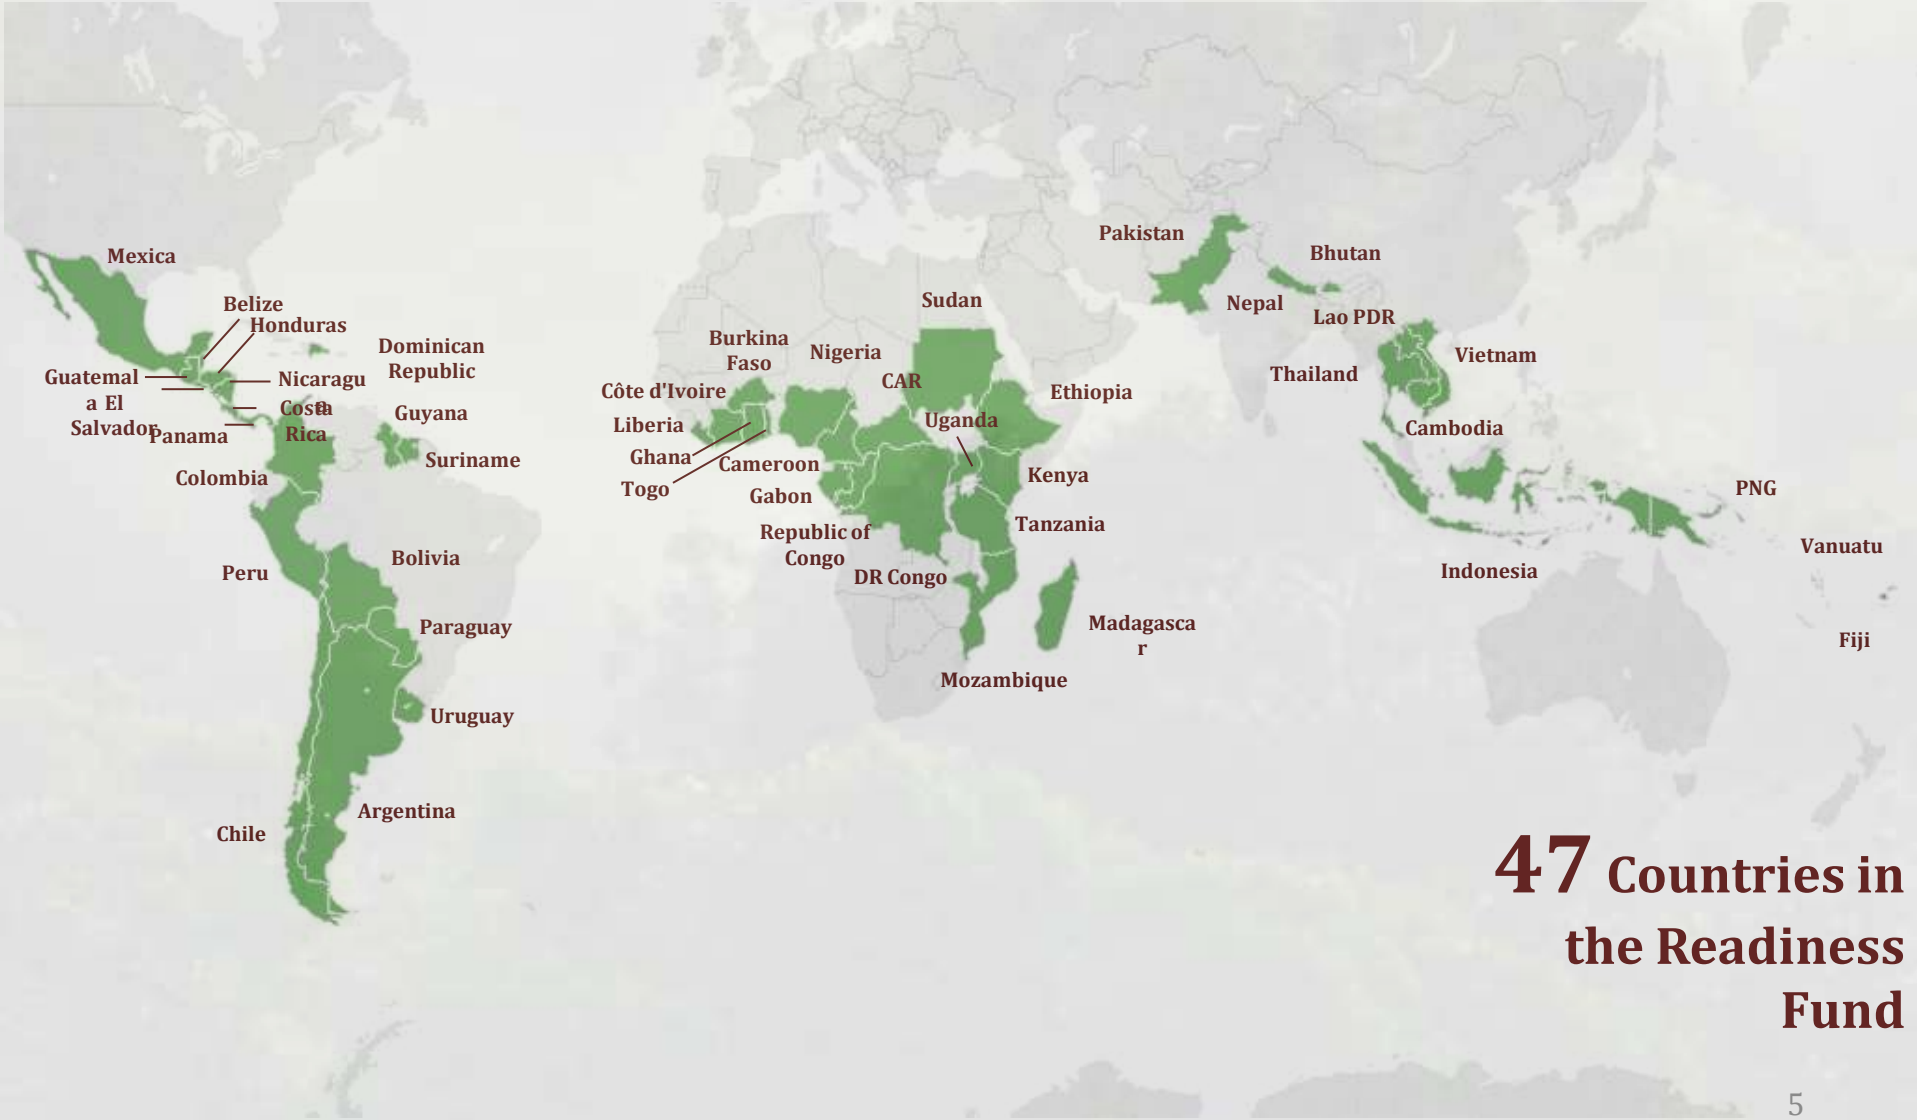 Mexica
Belize
Honduras
Dominican
Republic
Guatemal
a El
Salvador
Nicaragu
a
Costa
Rica
Panama
Guyana
Suriname
Colombia
Peru
Bolivia
Paraguay
Uruguay
Argentina
Chile
Sudan
Burkina
Faso
Nigeria
CAR
Côte d'Ivoire
Liberia
Ghana
Togo
Cameroon
Gabon
Uganda
Ethiopia
Kenya
Tanzania
Republic of
Congo
DR Congo
Madagasca
r
Mozambique
Pakistan
Bhutan
Nepal
Lao PDR
Vietnam
Thailand
Cambodia
Indonesia
PNG
Vanuatu
Fiji
47 Countries in
the Readiness
Fund
5